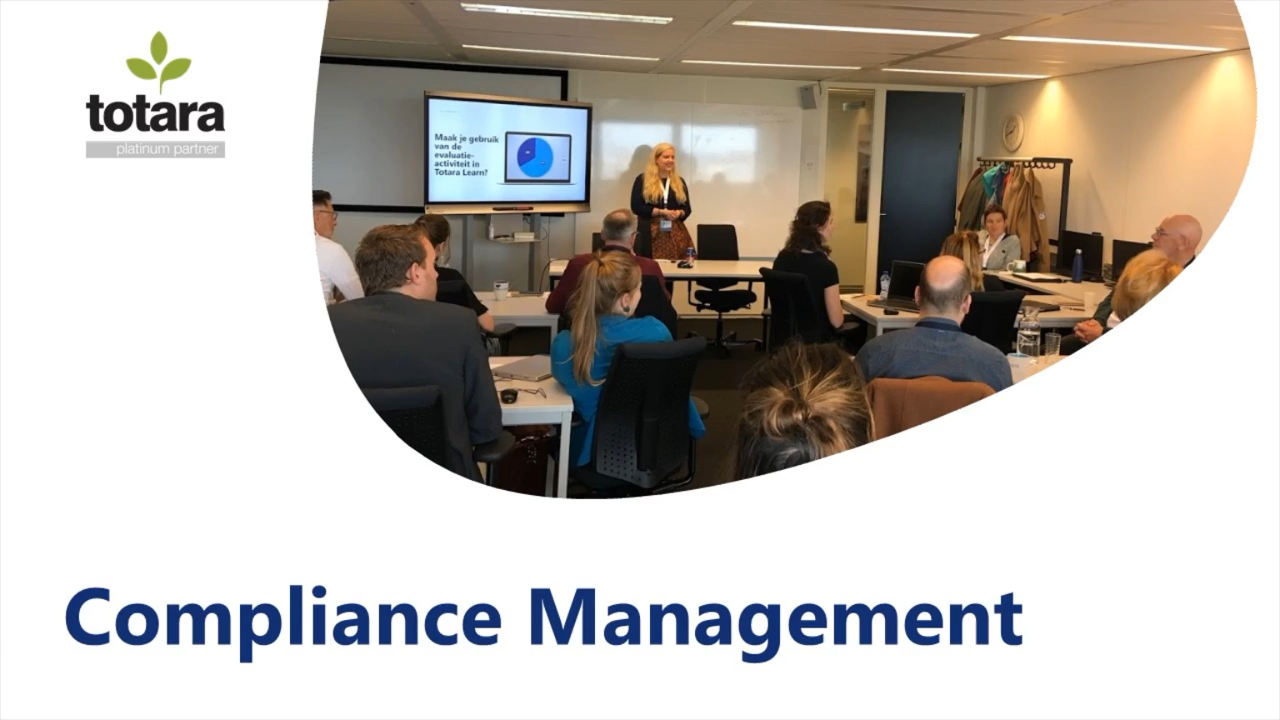 totara
platinum partner
Maak je gebruik
van de
evaluatie-
activiteit in
Totara Learn?
Compliance Management